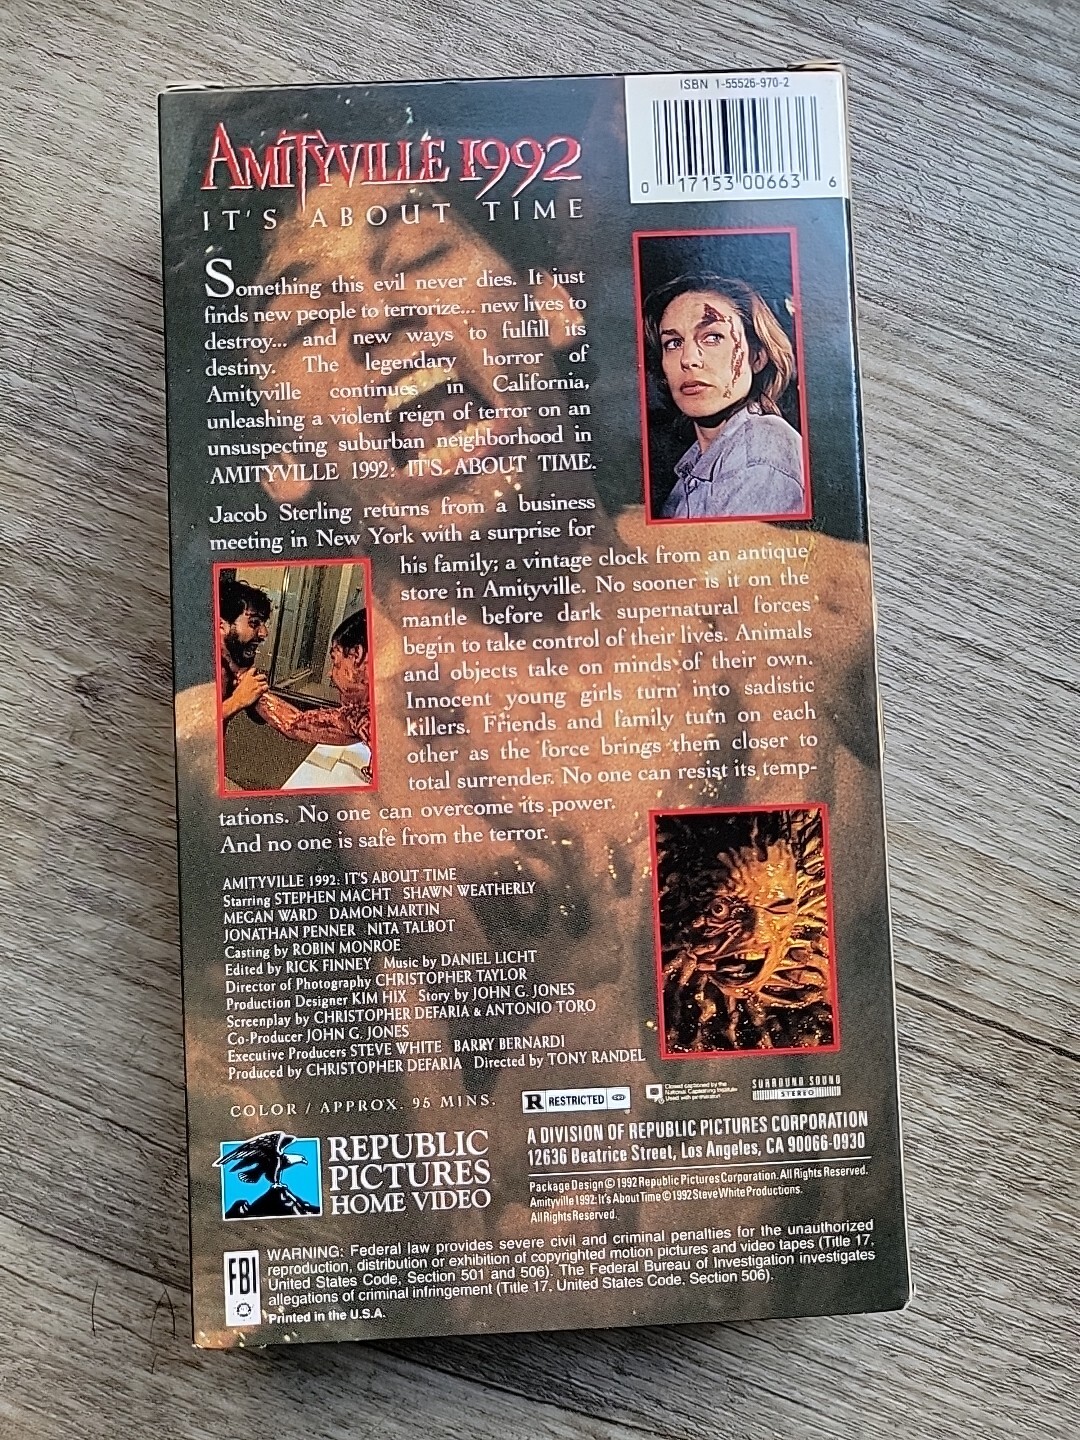 ISBN 1-55526-970-2
0 17153 00663 6
AMITYVILLE 1992
IT'S ABOUT TIME
Something this evil never dies. It just
finds new people to terrorize... new lives to
destroy... and new ways to fulfill its
destiny. The legendary horror of
Amityville continues in California,
unleashing a violent reign of terror on an
unsuspecting suburban neighborhood in
AMITYVILLE 1992: IT'S ABOUT TIME.
Jacob Sterling returns from a business
meeting in New York with a surprise for
his family; a vintage clock from an antique
store in Amityville. No sooner is it on the
mantle before dark supernatural forces
begin to take control of their lives. Animals
and objects take on minds of their own.
Innocent young girls turn into sadistic
killers. Friends and family turn on each
other as the force brings them closer to
total surrender. No one can resist its temp-
tations. No one can overcome its power.
And no one is safe from the terror.
AMITYVILLE 1992: IT'S ABOUT TIME
Starring STEPHEN MACHT SHAWN WEATHERLY
MEGAN WARD DAMON MARTIN
JONATHAN PENNER NITA TALBOT
Casting by ROBIN MONROE
Edited by RICK FINNEY Music by DANIEL LICHT
Director of Photography CHRISTOPHER TAYLOR
Production Designer KIM HIX Story by JOHN G. JONES
Screenplay by CHRISTOPHER DEFARIA & ANTONIO TORO
Co-Producer JOHN G. JONES
Executive Producers STEVE WHITE BARRY BERNARDI
Produced by CHRISTOPHER DEFARIA Directed by TONY RANDEL
COLOR / APPROX. 95 MINS.
R RESTRICTED
Closed captioned by the
National Captioning Institute
Used with permission
SURROUND SOUND
STEREO
REPUBLIC
PICTURES
HOME VIDEO
A DIVISION OF REPUBLIC PICTURES CORPORATION
12636 Beatrice Street, Los Angeles, CA 90066-0930
Package Design © 1992 Republic Pictures Corporation. All Rights Reserved.
Amityville 1992: It's About Time © 1992 Steve White Productions.
All Rights Reserved.
FBI
WARNING: Federal law provides severe civil and criminal penalties for the unauthorized
reproduction, distribution or exhibition of copyrighted motion pictures and video tapes (Title 17,
United States Code, Section 501 and 506). The Federal Bureau of Investigation investigates
allegations of criminal infringement (Title 17, United States Code, Section 506).
Printed in the U.S.A.